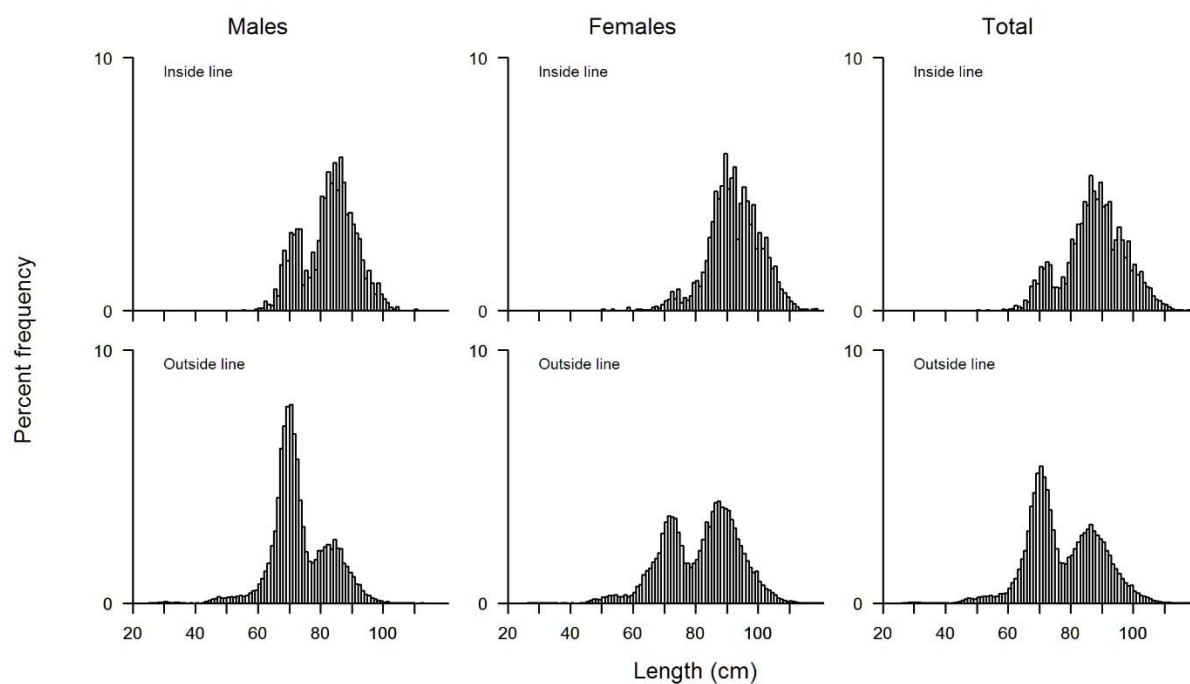 Males Females Total
10 Inside line 10 Inside line 10 Inside line
0 0 0
10 Outside line 10 Outside line 10 Outside line
0 0 0
20 40 60 80 100 20 40 60 80 100 20 40 60 80 100
Percent frequency
Length (cm)